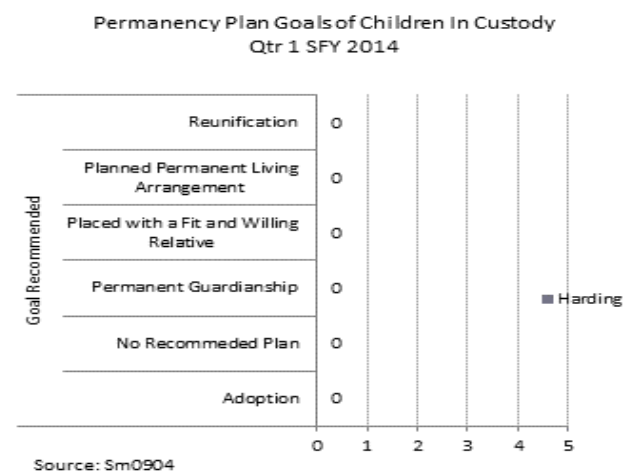 Permanency Plan Goals of Children In Custody
Qtr 1 SFY 2014
Goal Recommended
Reunification 0
Planned Permanent Living
Arrangement 0
Placed with a Fit and Willing
Relative 0
Permanent Guardianship 0
Harding
No Recommeded Plan 0
Adoption 0
0 1 2 3 4 5
Source: Sm0904